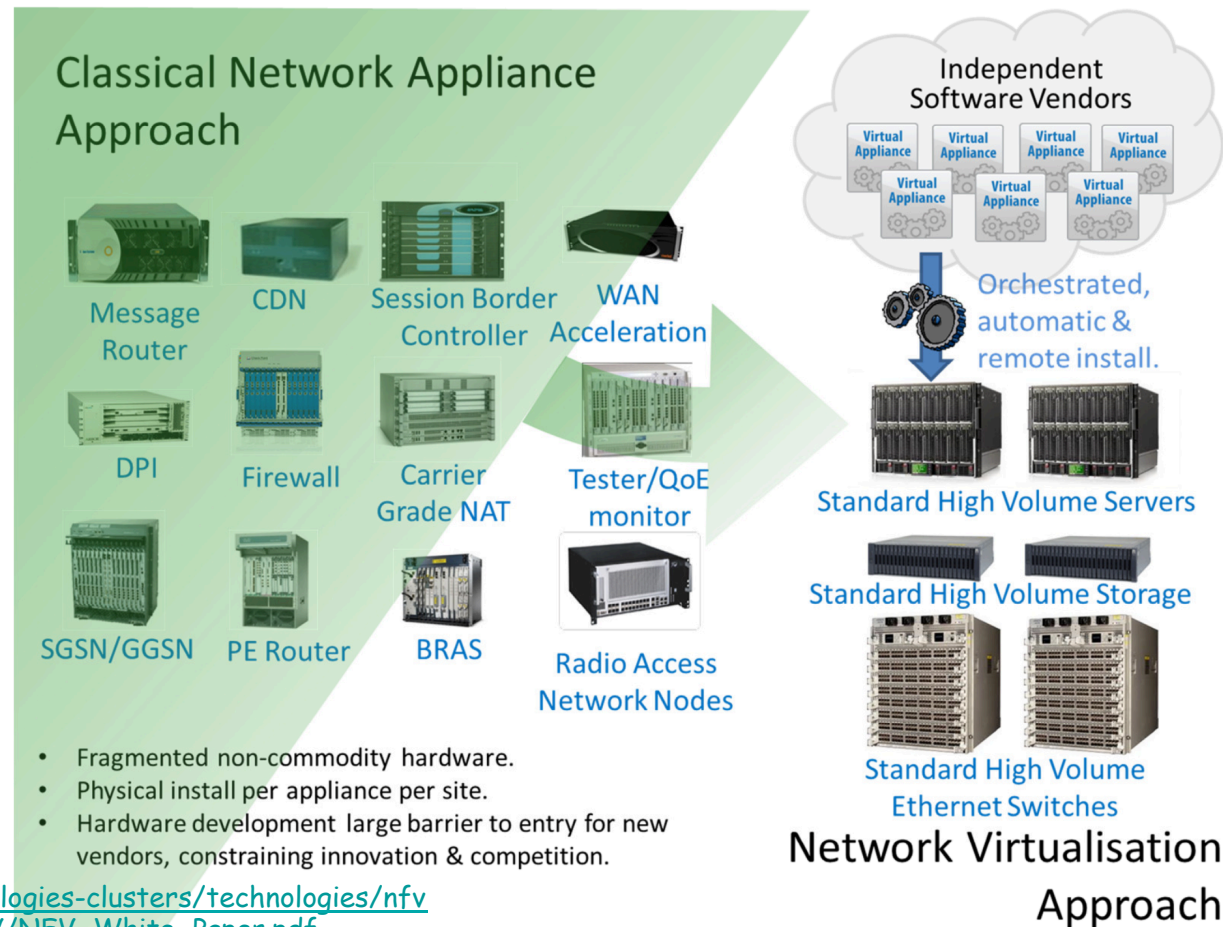 Classical Network Appliance
Approach
Message
Router
CDN
Session Border
Controller
WAN
Acceleration
DPI
Firewall
Carrier
Grade NAT
Tester/QoE
monitor
SGSN/GGSN
PE Router
BRAS
Radio Access
Network Nodes
• Fragmented non-commodity hardware.
• Physical install per appliance per site.
• Hardware development large barrier to entry for new
vendors, constraining innovation & competition.
logies-clusters/technologies/nfv
Independent
Software Vendors
Virtual
Appliance
Virtual
Appliance
Virtual
Appliance
Virtual
Appliance
Virtual
Appliance
Virtual
Appliance
Virtual
Appliance
Orchestrated,
automatic &
remote install.
Standard High Volume Servers
Standard High Volume Storage
Standard High Volume
Ethernet Switches
Network Virtualisation
Approach